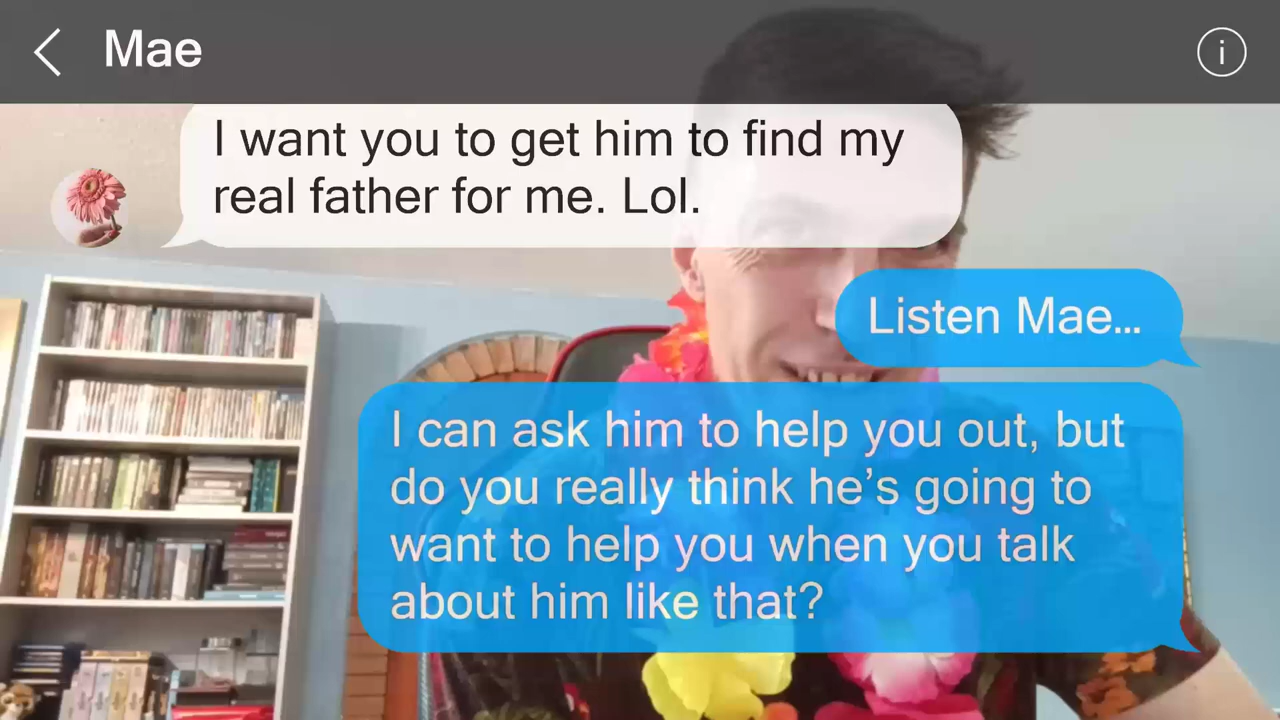 Mae
I want you to get him to find my
real father for me. Lol.
Listen Mae...
I can ask him to help you out, but
do you really think he’s going to
want to help you when you talk
about him like that?